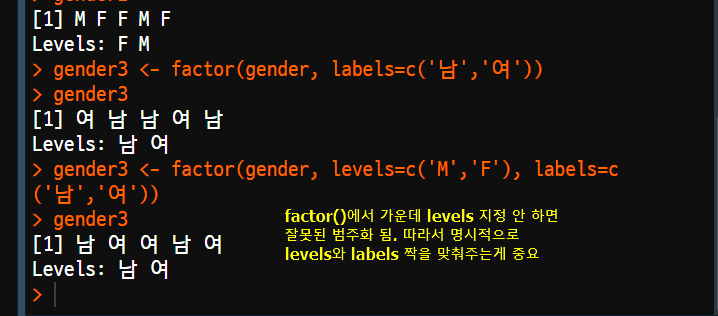 [1] M F F M F
Levels: F M
> gender3 <- factor(gender, labels=c('남','여'))
> gender3
[1] 여 남 남 여 남
Levels: 남 여
> gender3 <- factor(gender, levels=c('M','F'), labels=c
('남','여'))
> gender3
[1] 남 여 여 남 여
Levels: 남 여
>
factor()에서 가운데 levels 지정 안 하면
잘못된 범주화 됨. 따라서 명시적으로
levels와 labels 짝을 맞춰주는게 중요